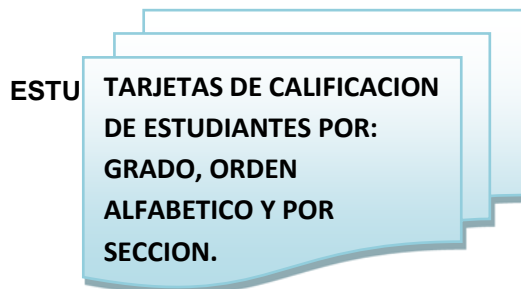 ESTU
TARJETAS DE CALIFICACION
DE ESTUDIANTES POR:
GRADO, ORDEN
ALFABETICO Y POR
SECCION.